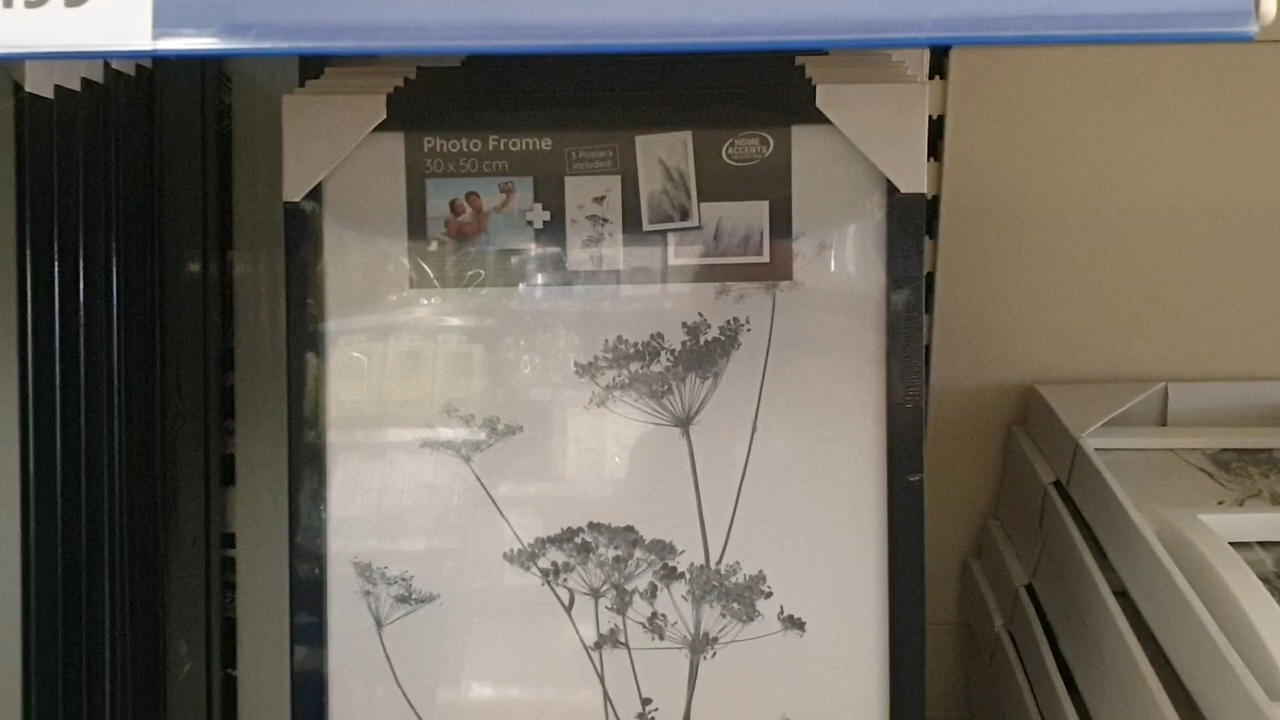 Photo Frame
30 x 50 cm
3 Posters
included!
HOME
ACCENTS